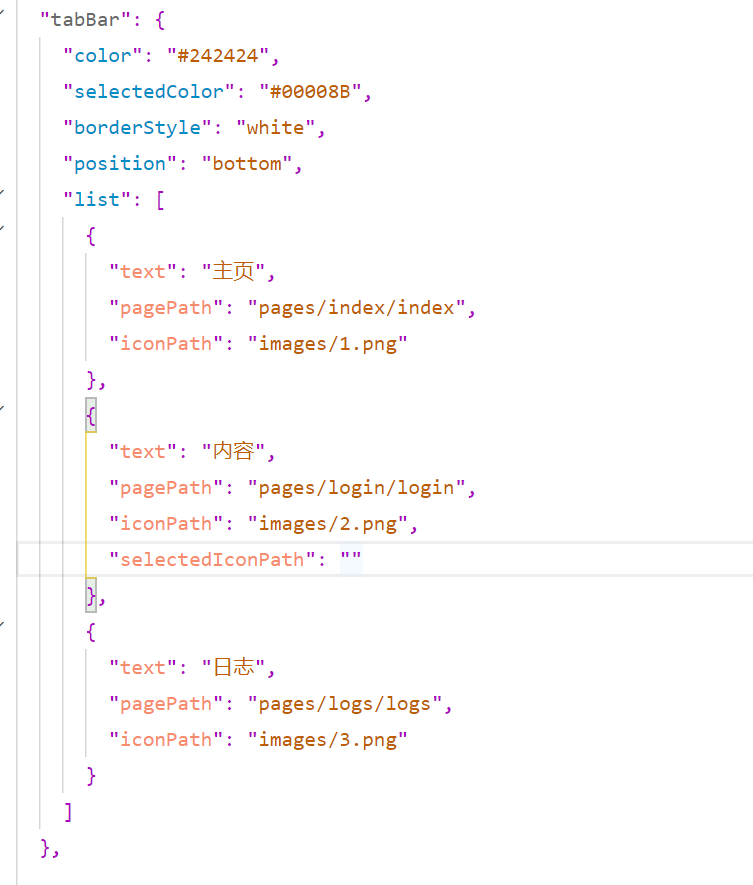 "tabBar": {
"color": "#242424",
"selectedColor": "#00008B",
"borderStyle": "white",
"position": "bottom",
"list": [
{
"text": "主页",
"pagePath": "pages/index/index",
"iconPath": "images/1.png"
},
{
"text": "内容",
"pagePath": "pages/login/login",
"iconPath": "images/2.png",
"selectedIconPath": ""
},
{
"text": "日志",
"pagePath": "pages/logs/logs",
"iconPath": "images/3.png"
}
]
},